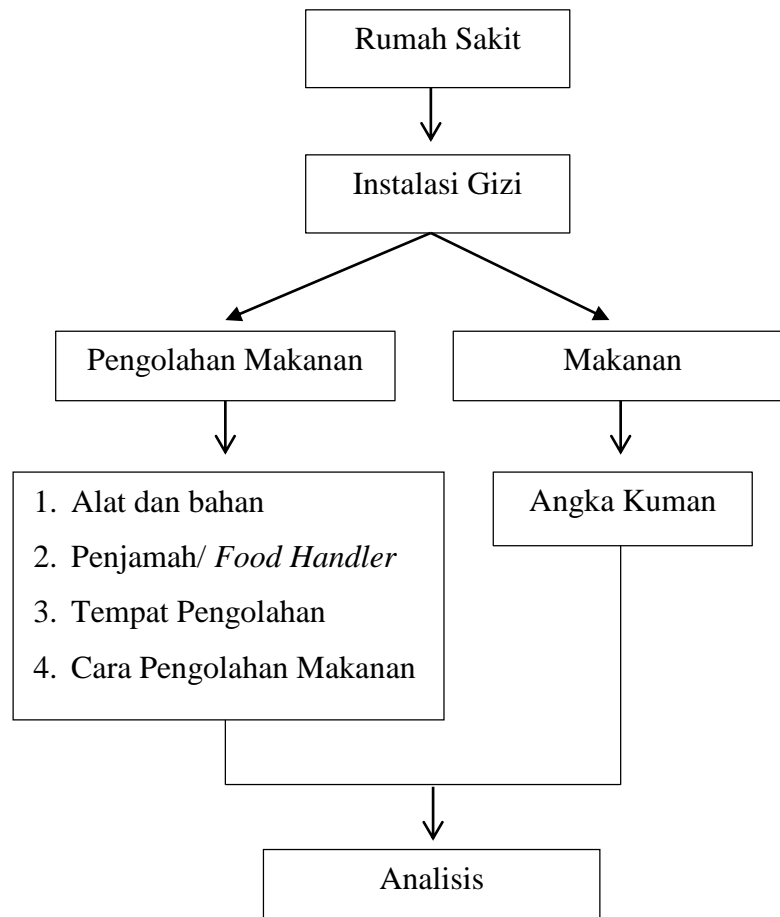 Rumah Sakit
Instalasi Gizi
Pengolahan Makanan
Makanan
1. Alat dan bahan
2. Penjamah/ Food Handler
3. Tempat Pengolahan
4. Cara Pengolahan Makanan
Angka Kuman
Analisis